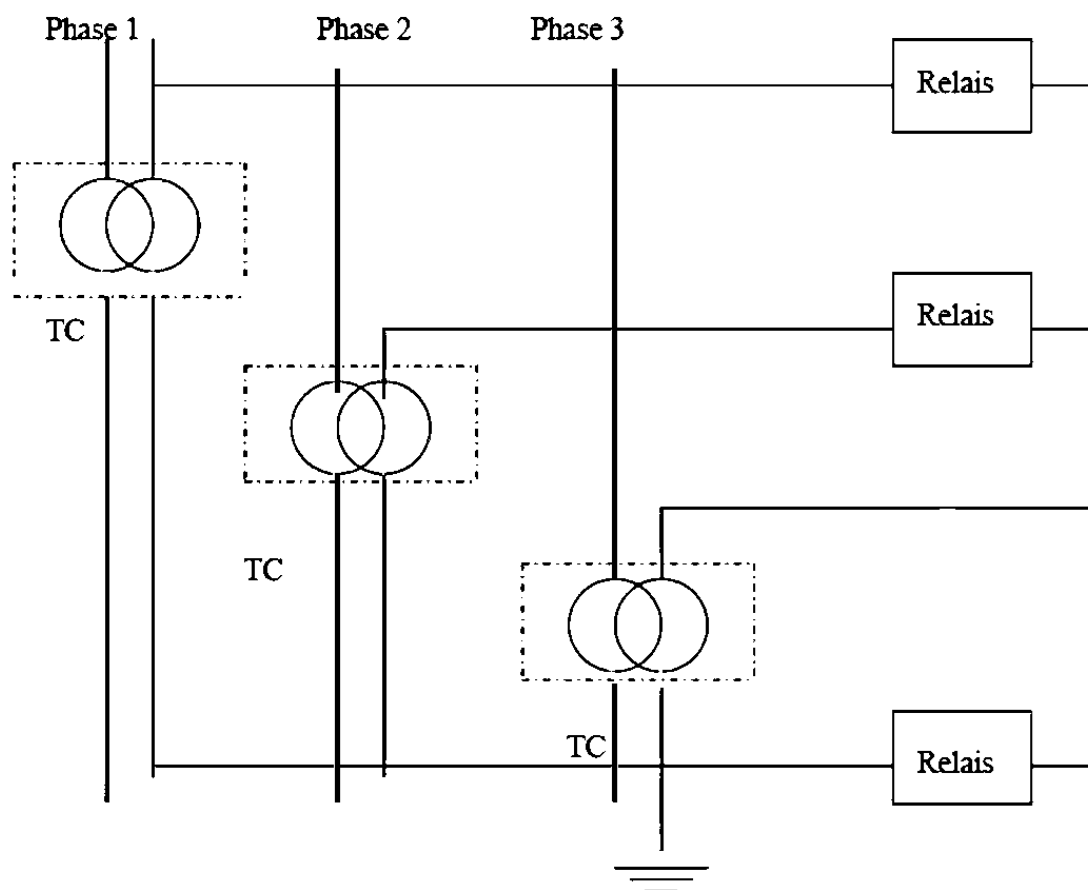 Phase 1
Phase 2
Phase 3
Relais
Relais
TC
TC
TC
Relais